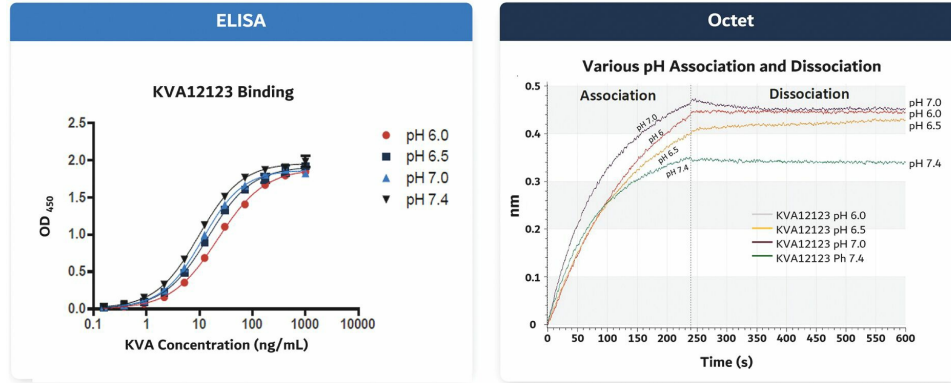 ELISA
KVA12123 Binding
2.5
2.0
1.5
1.0
0.5
0.0
OD 450
0.1
1
10
100
1000
10000
KVA Concentration (ng/mL)
pH 6.0
pH 6.5
pH 7.0
pH 7.4
Octet
Various pH Association and Dissociation
Association
Dissociation
0.5
0.4
0.3
0.2
0.1
0
nm
pH 7.0
pH 6
pH 6.5
pH 7.4
pH 7.0
pH 6.0
pH 6.5
pH 7.4
KVA12123 pH 6.0
KVA12123 pH 6.5
KVA12123 pH 7.0
KVA12123 Ph 7.4
0
50
100
150
200
250
300
350
400
450
500
550
600
Time (s)